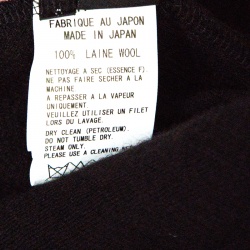 FABRIQUE AU JAPON
MADE IN JAPAN
100% LAINE WOOL
NETTOYAGE A SEC (ESSENCE F).
NE PAS FAIRE SECHER A LA
MACHINE.
A REPASSER A LA VAPEUR
UNIQUEMENT.
VEUILLEZ UTILISER UN FILET
LORS DU LAVAGE.
DRY CLEAN (PETROLEUM).
DO NOT TUMBLE DRY.
STEAM ONLY.
PLEASE USE A CLEANING NE